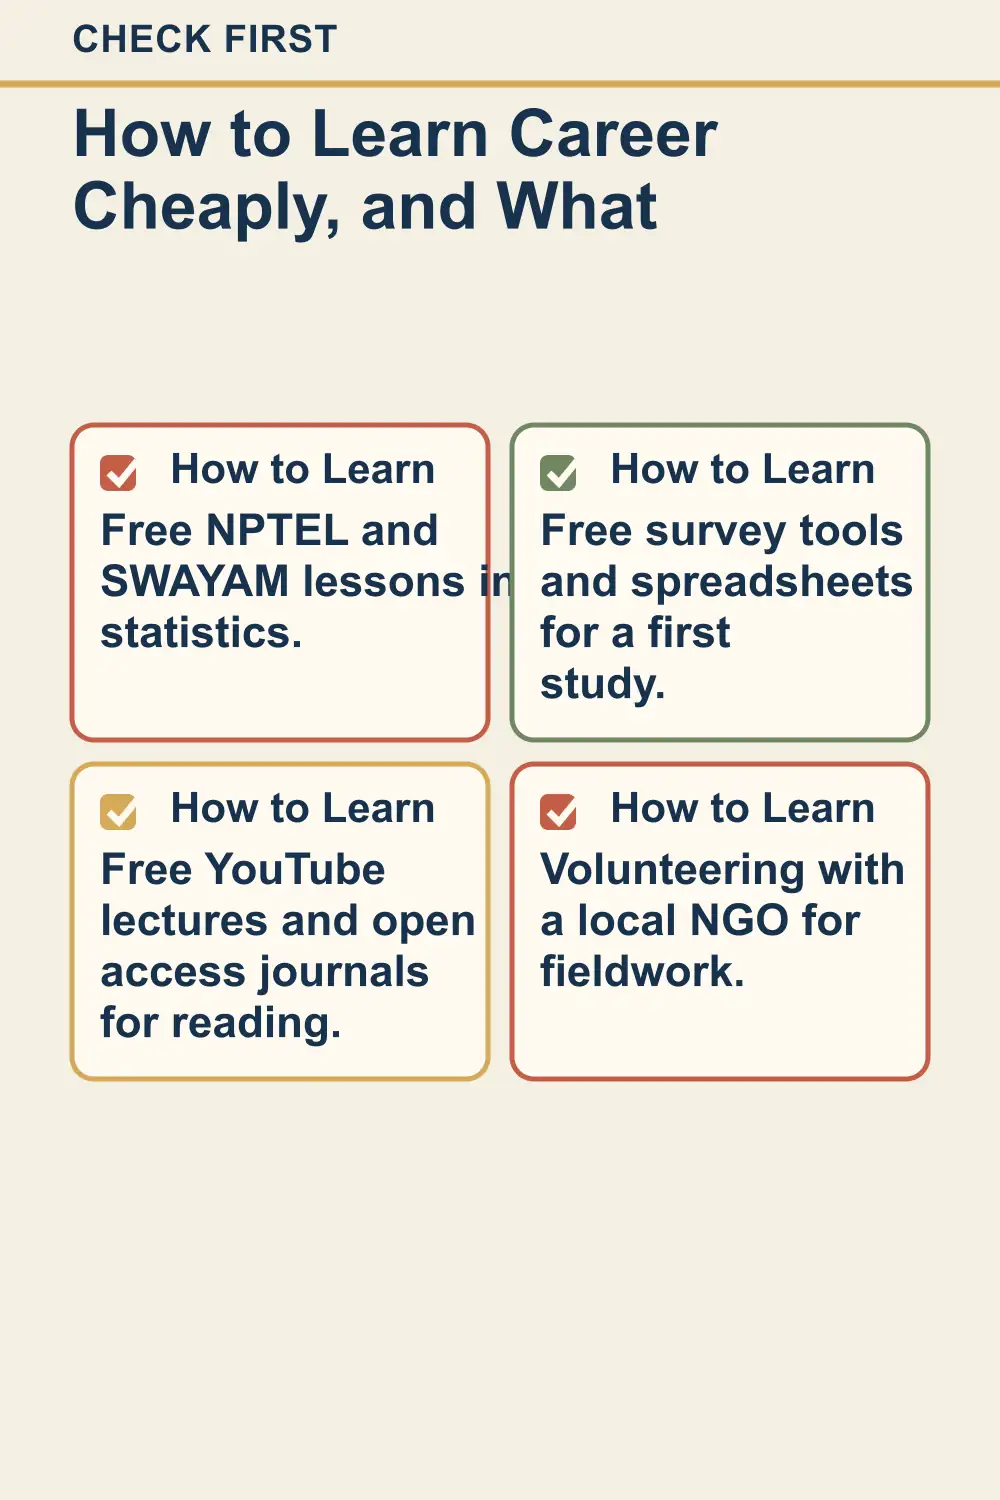 CHECK FIRST
How to Learn Career
Cheaply, and What
How to Learn
Free NPTEL and
SWAYAM lessons in
statistics.
How to Learn
Free survey tools
and spreadsheets
for a first
study.
How to Learn
Free YouTube
lectures and open
access journals
for reading.
How to Learn
Volunteering with
a local NGO for
fieldwork.